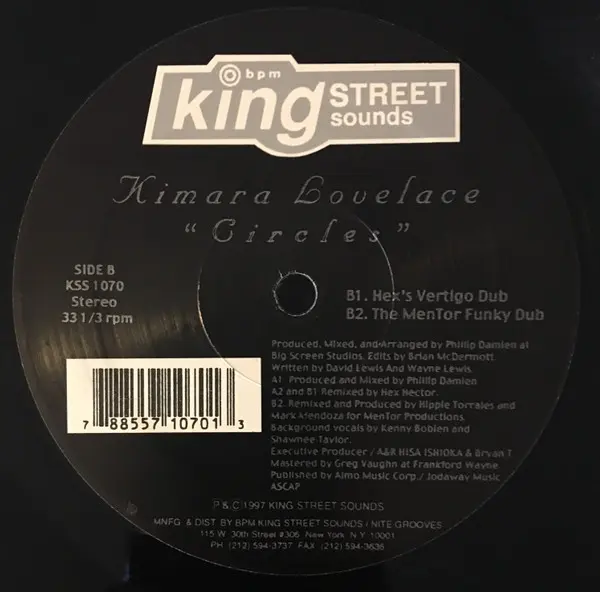 bpm
king STREET
sounds
Kimara Lovelace
"Circles"
SIDE B
KSS 1070
Stereo
33 1/3 rpm
B1. Hex's Vertigo Dub
B2. The MenTor Funky Dub
Produced, Mixed, and Arranged by Philip Damien at
Big Screen Studios. Edits by Brian McDermott.
Written by David Lewis And Wayne Lewis.
A1 Produced and Mixed by Philip Damien
A2 and B1 Remixed by Hex Hector.
B2. Remixed and Produced by Hippie Torrales and
Mark Mendoza for MenTor Productions.
Background vocals by Kenny Bobien and
Shawnee Taylor.
Executive Producer / A&R HISA ISHIOKA & Bryan T
Mastered by Greg Vaughn at Frankford Wayne
Published by Almo Music Corp./ Jodaway Music
ASCAP
7 88557 10701 3
P & C 1997 KING STREET SOUNDS
MNFG. & DIST. BY BPM KING STREET SOUNDS / NITE GROOVES
115 W. 30th Street #306 New York N.Y. 10001
PH (212) 594-3737 FAX (212) 594-3636